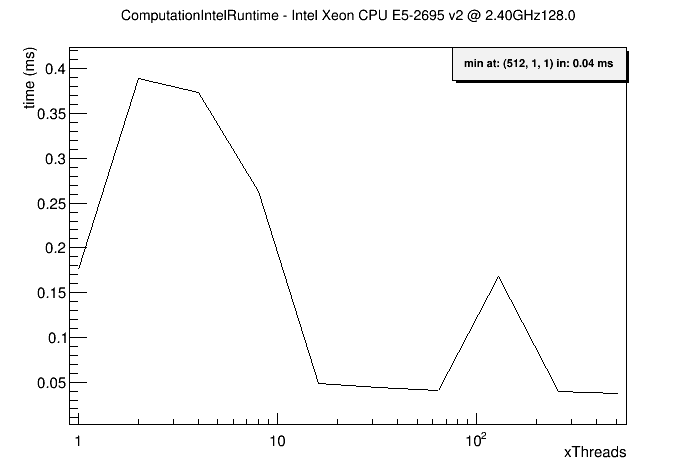 ComputationIntelRuntime - Intel Xeon CPU E5-2695 v2 @ 2.40GHz128.0
min at: (512, 1, 1) in: 0.04 ms
time (ms)
0.4
0.35
0.3
0.25
0.2
0.15
0.1
0.05
1 10 10²
xThreads